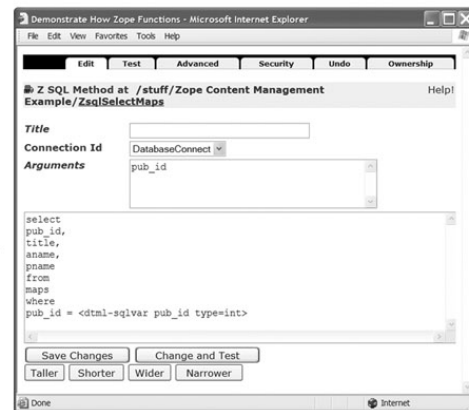 Demonstrate How Zope Functions - Microsoft Internet Explorer
File Edit View Favorites Tools Help
Edit Test Advanced Security Undo Ownership
Z SQL Method at /stuff/Zope Content Management Help!
Example/ZsqlSelectMaps
Title
Connection Id DatabaseConnect
Arguments pub_id
select
pub_id,
title,
aname,
pname
from
maps
where
pub_id = <dtml-sqlvar pub_id type=int>
Save Changes Change and Test
Taller Shorter Wider Narrower
Done Internet